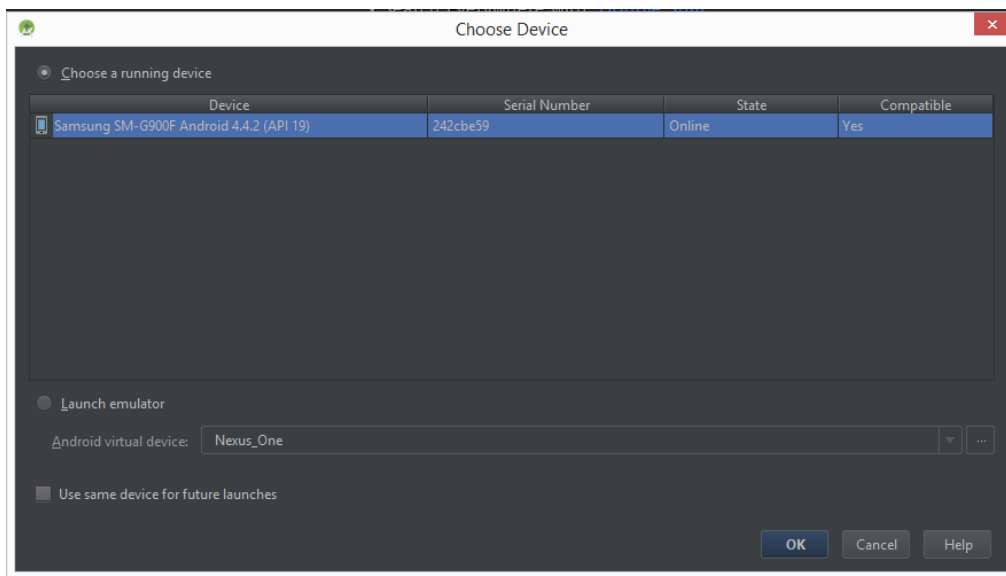 Choose Device
Choose a running device
Device Serial Number State Compatible
Samsung SM-G900F Android 4.4.2 (API 19) 242cbe59 Online Yes
Launch emulator
Android virtual device: Nexus_One ...
Use same device for future launches
OK Cancel Help